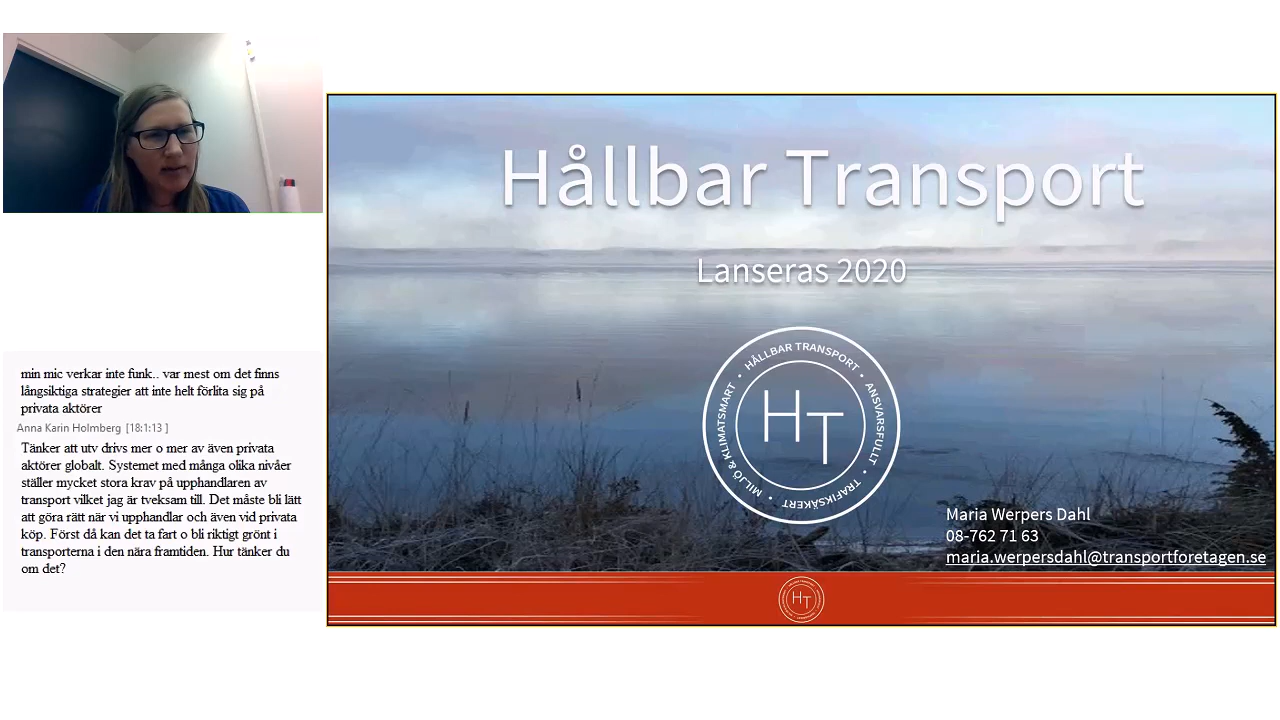 min mic verkar inte funk.. var mest om det finns
långsiktiga strategier att inte helt förlita sig på
privata aktörer
Anna Karin Holmberg [18:1:13 ]
Tänker att utv drivs mer o mer av även privata
aktörer globalt. Systemet med många olika nivåer
ställer mycket stora krav på upphandlaren av
transport vilket jag är tveksam till. Det måste bli lätt
att göra rätt när vi upphandlar och även vid privata
köp. Först då kan det ta fart o bli riktigt grönt i
transporterna i den nära framtiden. Hur tänker du
om det?
Hållbar Transport
Lanseras 2020
HÅLLBAR TRANSPORT • ANSVARSFULLT • TRAFIKSÄKERT • MILJÖ & KLIMATSMART •
HT
Maria Werpers Dahl
08-762 71 63
maria.werpersdahl@transportforetagen.se
HT